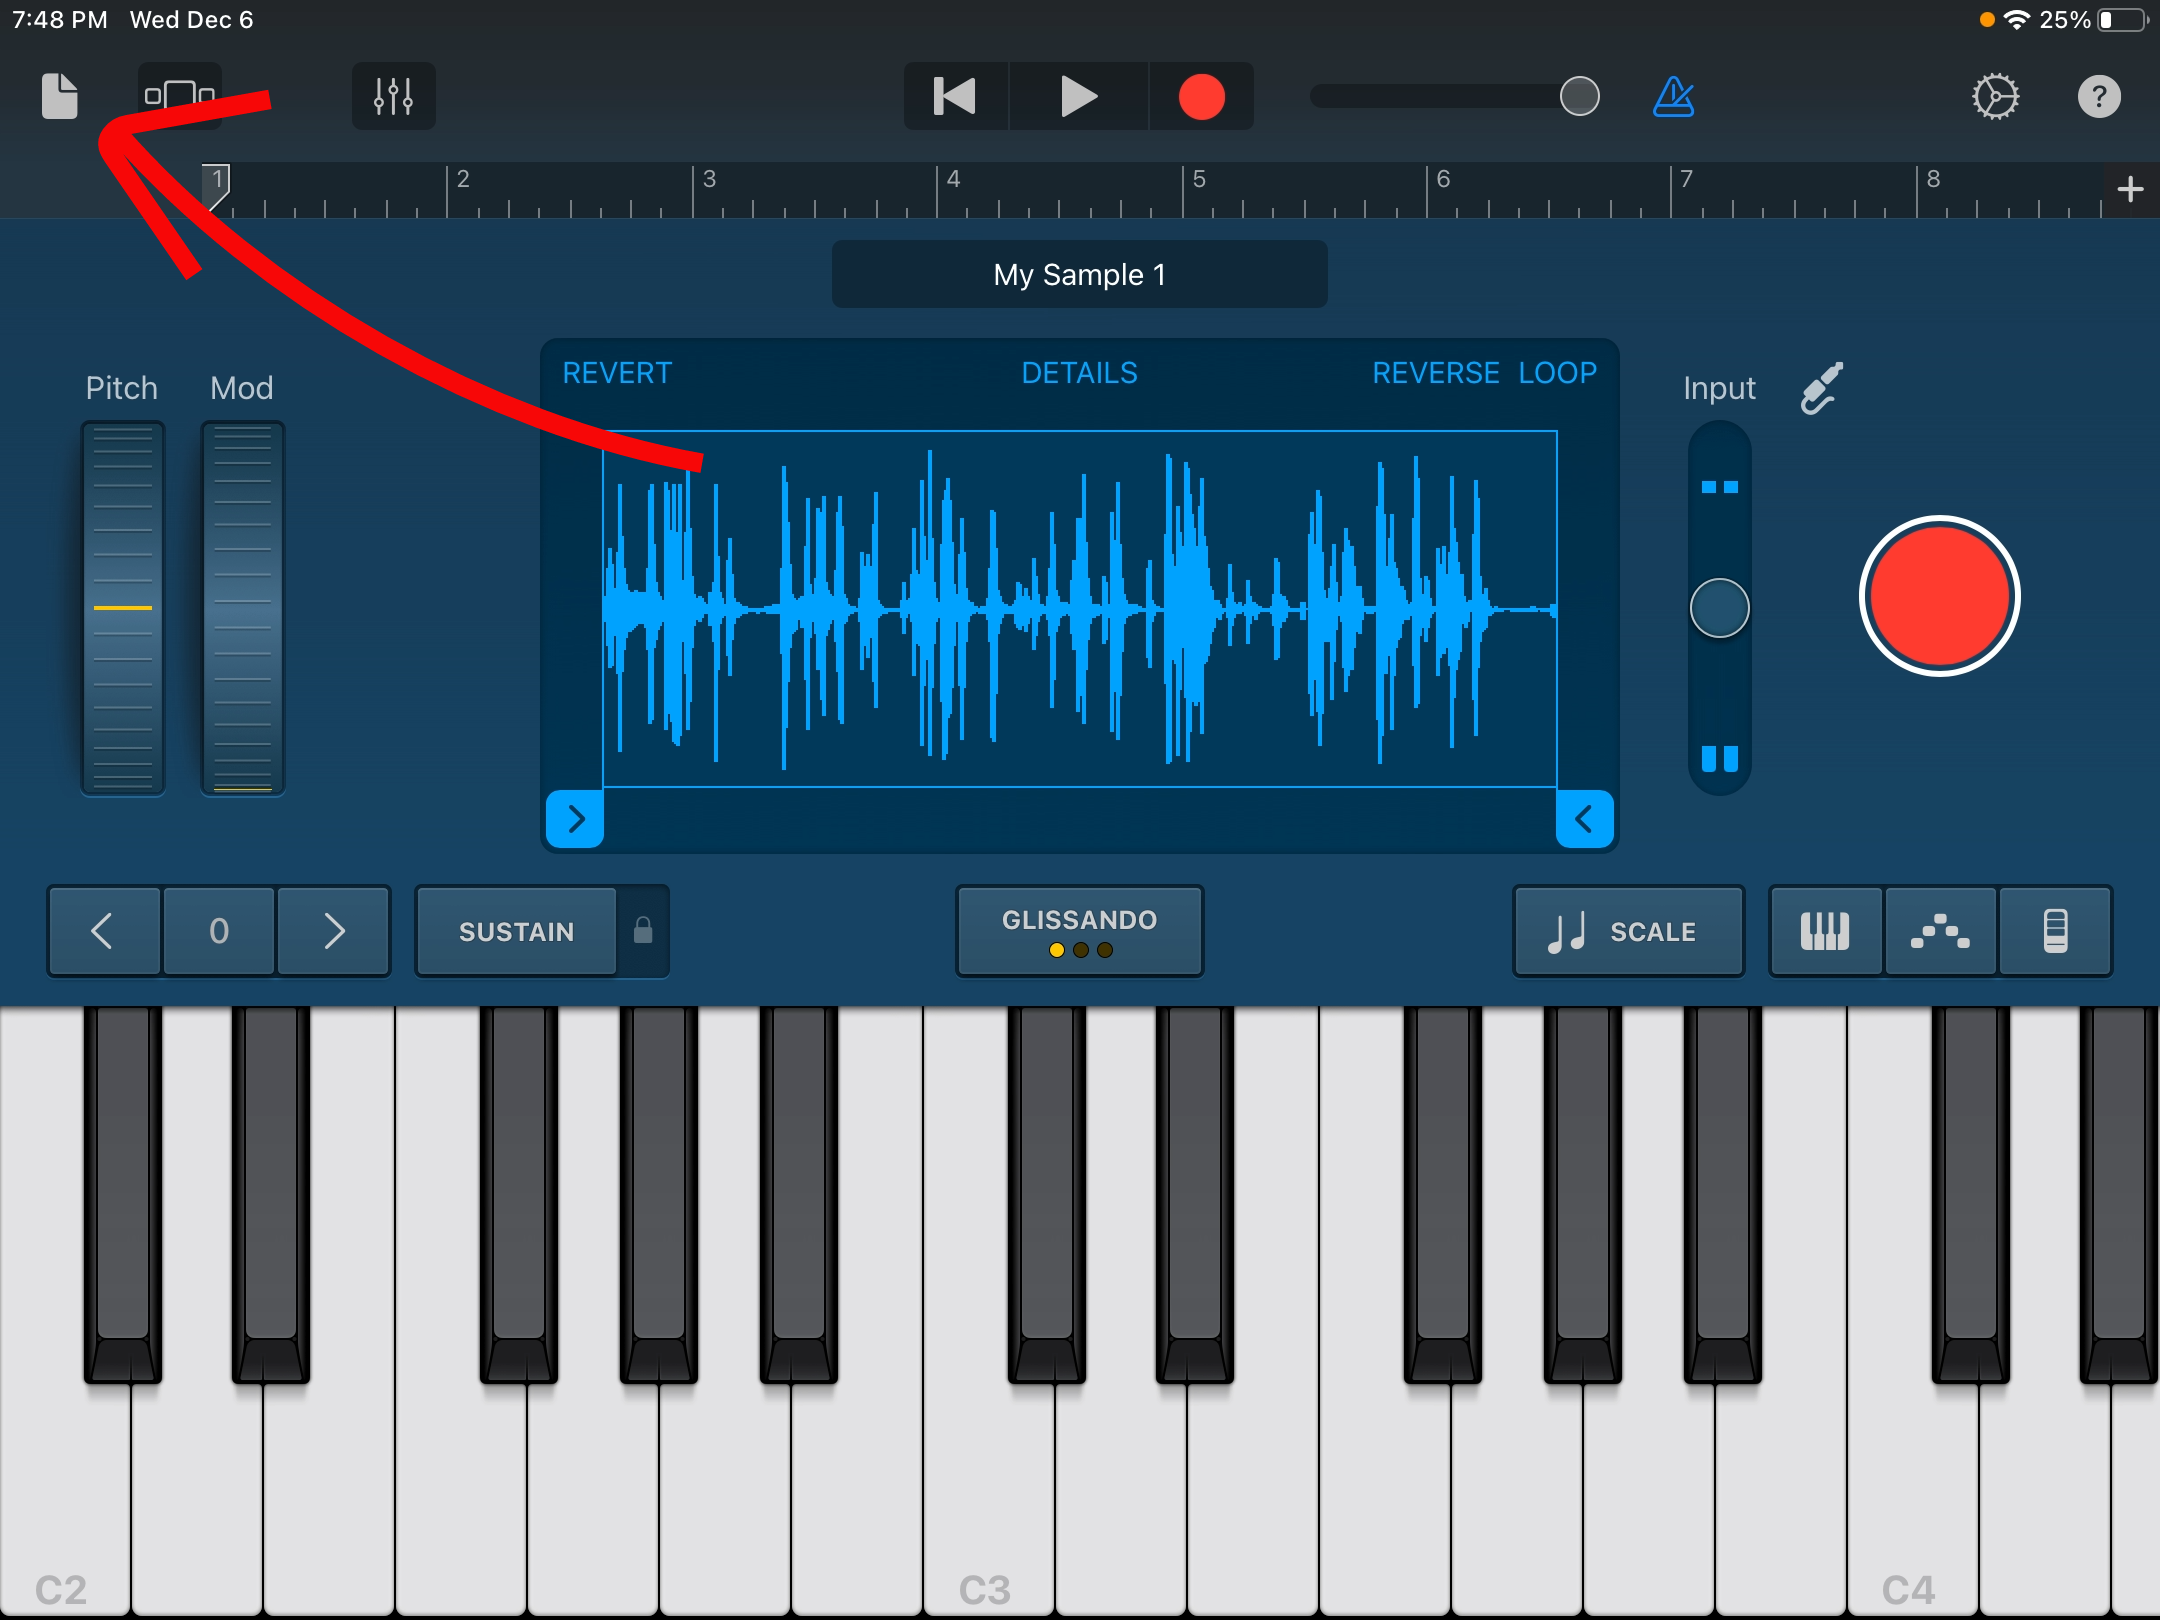 7:48 PM Wed Dec 6 25%
?
1 2 3 4 5 6 7 8 +
My Sample 1
REVERT DETAILS REVERSE LOOP
Pitch Mod Input
0 SUSTAIN GLISSANDO SCALE
C2 C3 C4